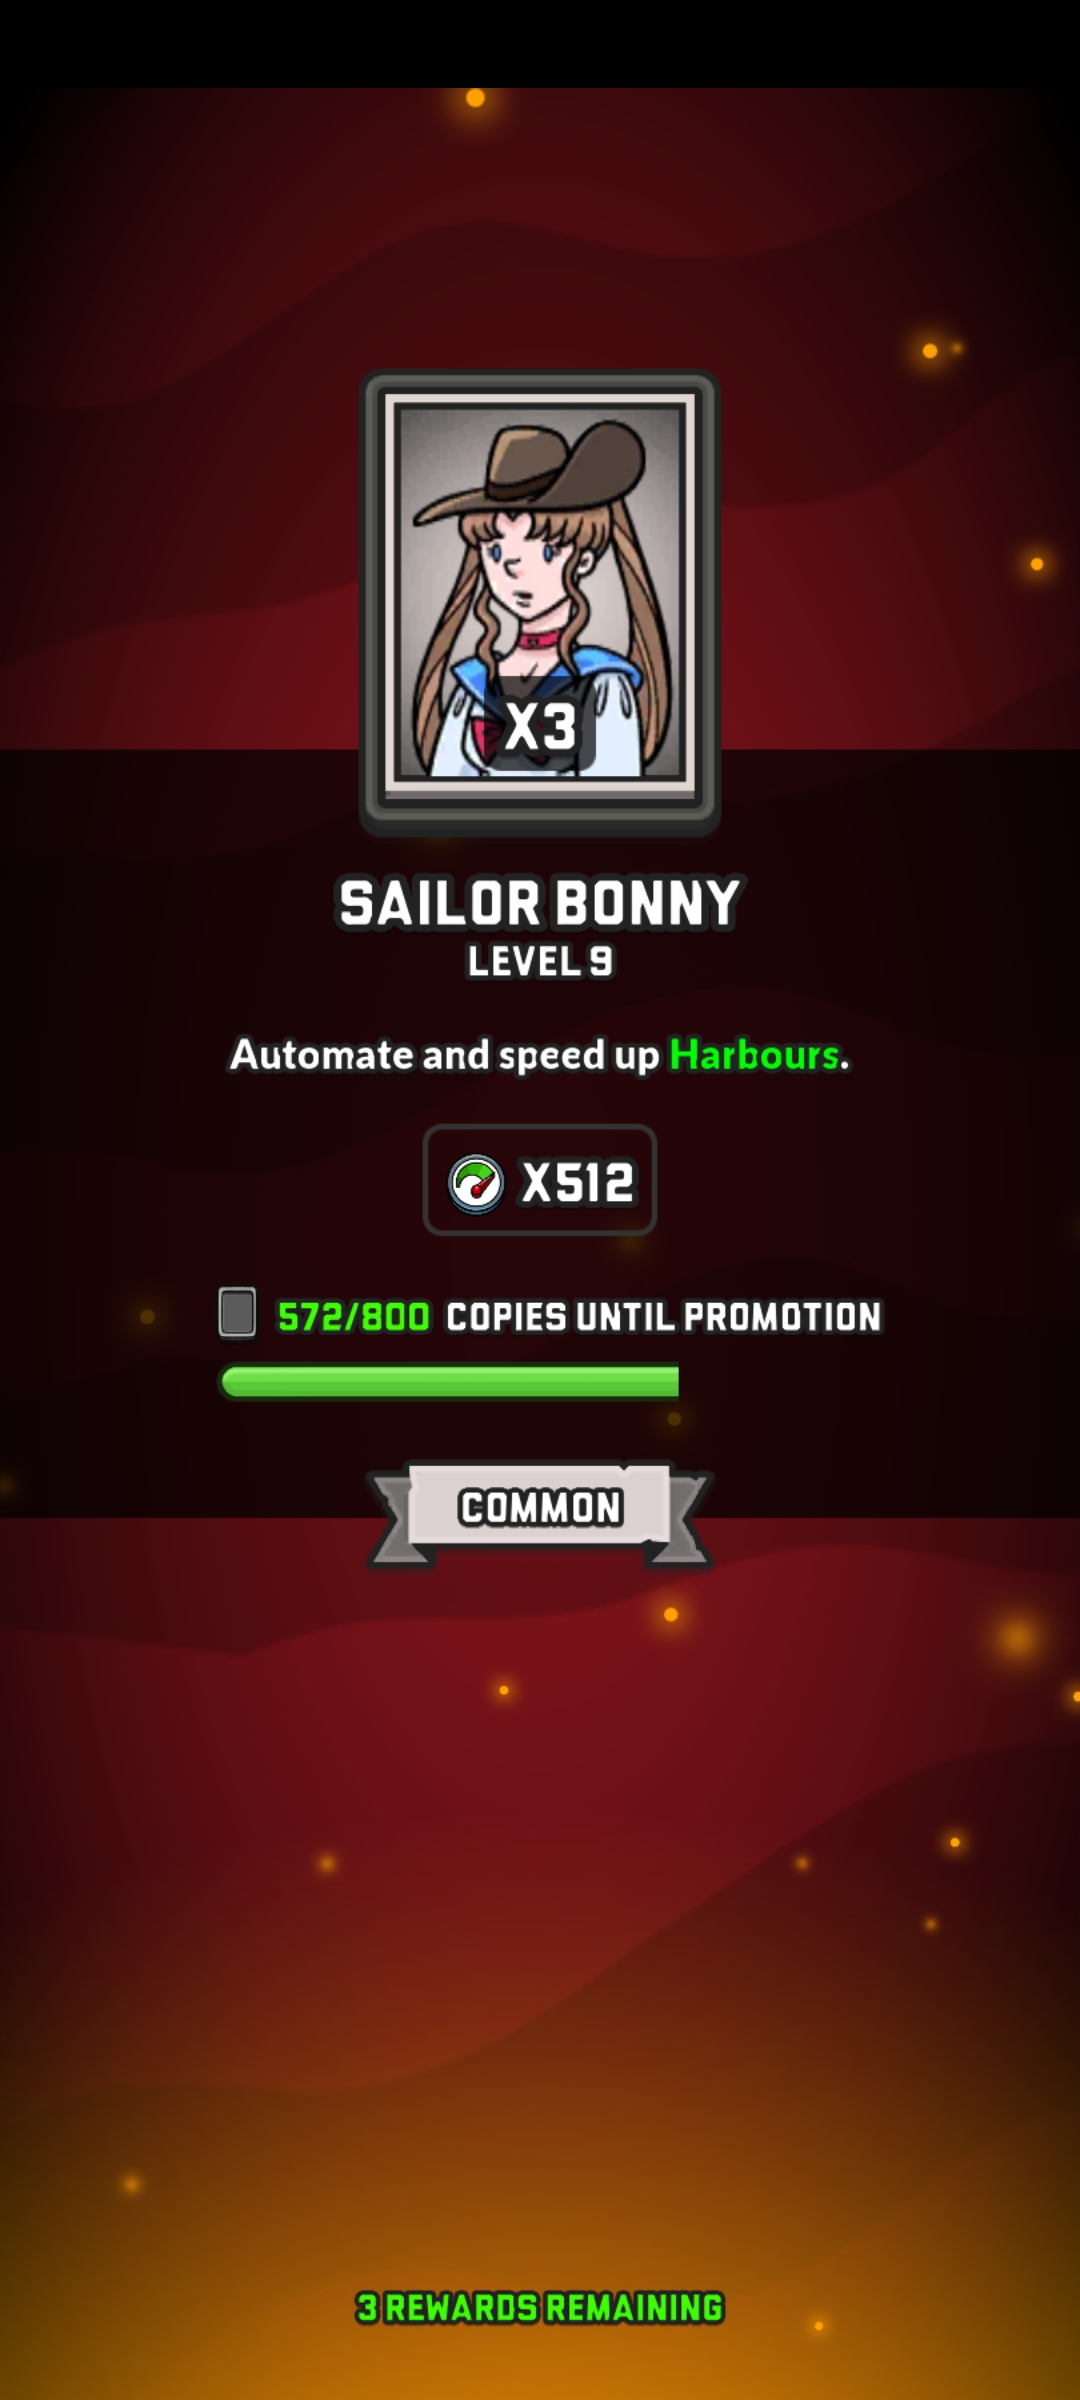 X3
SAILOR BONNY
LEVEL 9
Automate and speed up Harbours.
X512
572/800 COPIES UNTIL PROMOTION
COMMON
3 REWARDS REMAINING